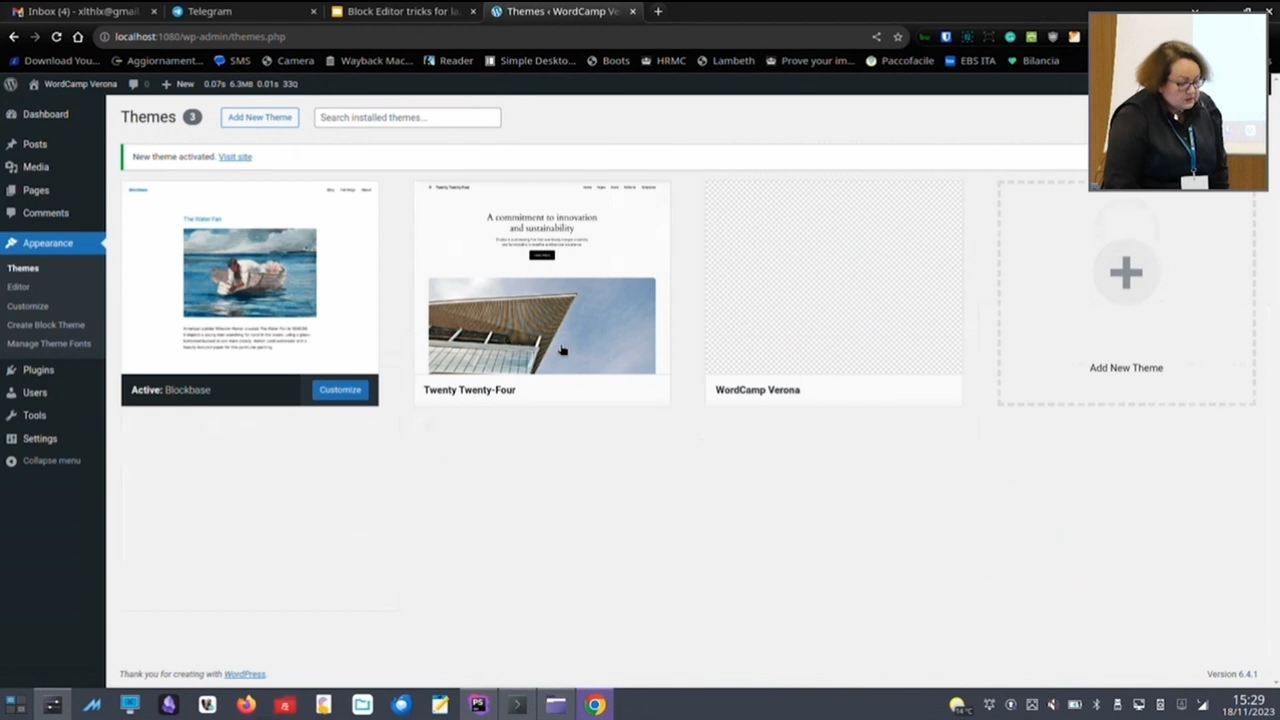 Inbox (4) - xlthlx@gmail
Telegram
Block Editor tricks for la
Themes ‹ WordCamp Ve
localhost:1080/wp-admin/themes.php
Download You...
Aggiornament...
SMS
Camera
Wayback Mac...
Reader
Simple Deskto...
Boots
HRMC
Lambeth
Prove your im...
Paccofacile
EBS ITA
Bilancia
WordCamp Verona
0
New
0.07s 6.3MB 0.01s 33Q
Dashboard
Posts
Media
Pages
Comments
Appearance
Themes
Editor
Customize
Create Block Theme
Manage Theme Fonts
Plugins
Users
Tools
Settings
Collapse menu
Themes 3
Add New Theme
Search installed themes...
New theme activated. Visit site
Blockbase
The Water Fan
Active: Blockbase
Customize
Twenty Twenty-Four
A commitment to innovation
and sustainability
Twenty Twenty-Four
WordCamp Verona
Add New Theme
Thank you for creating with WordPress.
Version 6.4.1
15:29
18/11/2023